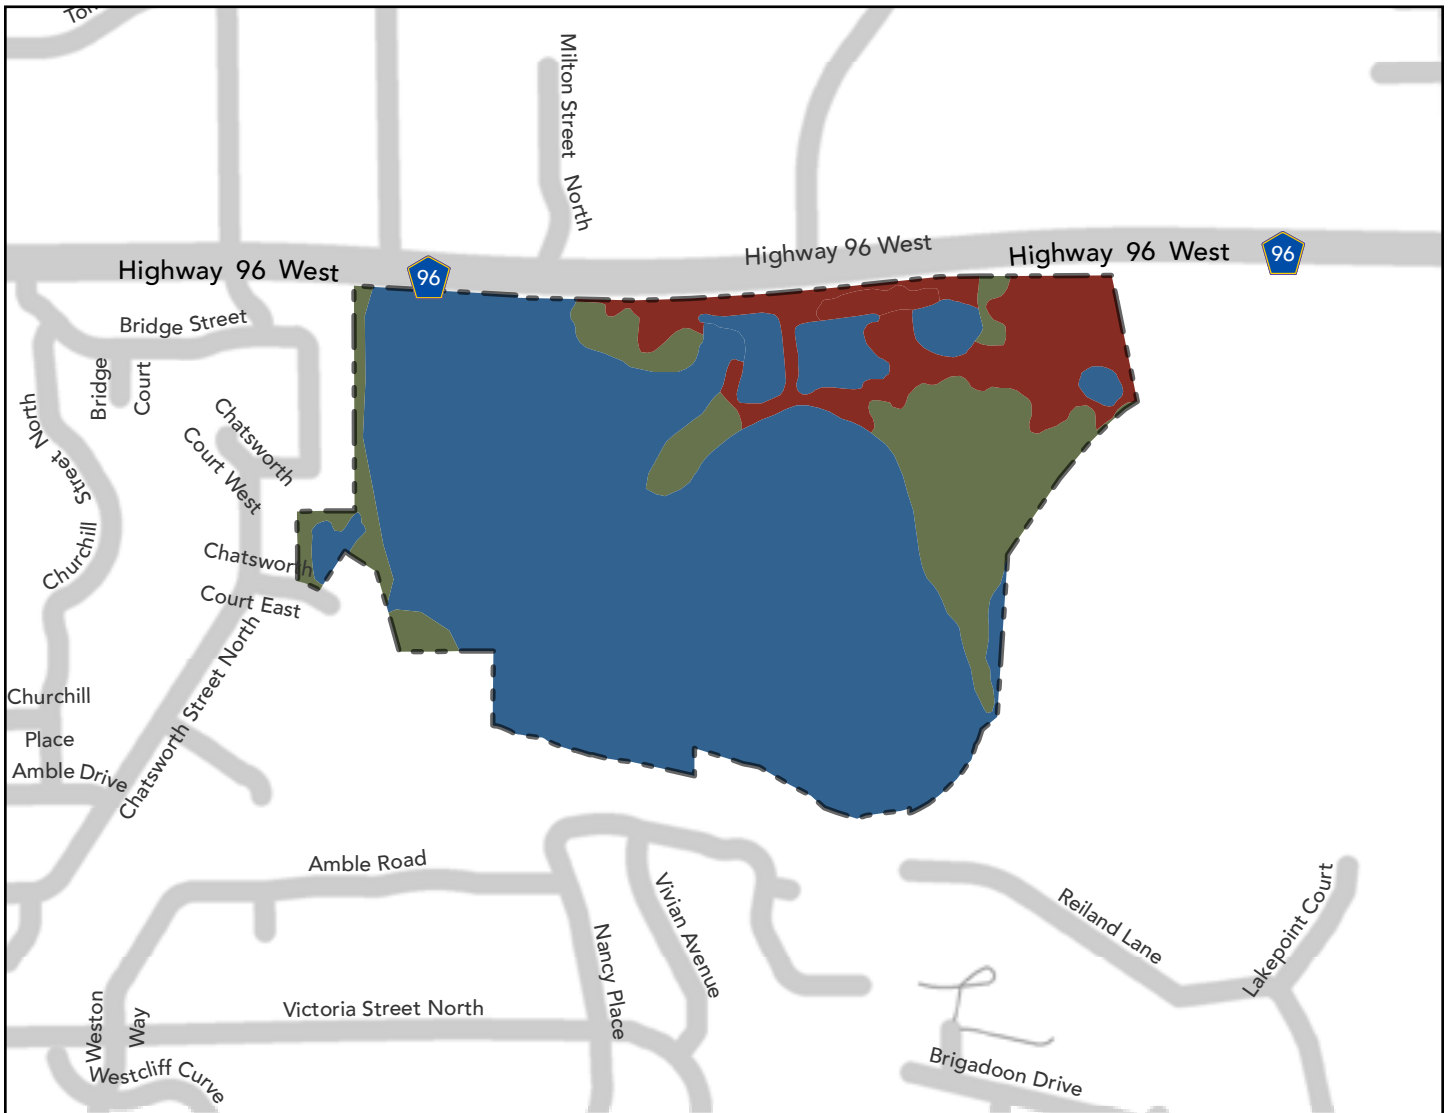 Milton Street North
Highway 96 West
96
Highway 96 West
Highway 96 West
96
Bridge Street
Bridge
Court
Street North
Churchill
Chatsworth
Court West
Chatsworth
Court East
Chatsworth Street North
Churchill
Place
Amble Drive
Amble Road
Vivian Avenue
Nancy Place
Reiland Lane
Lakepoint Court
Victoria Street North
Weston
Way
Westcliff Curve
Brigadoon Drive